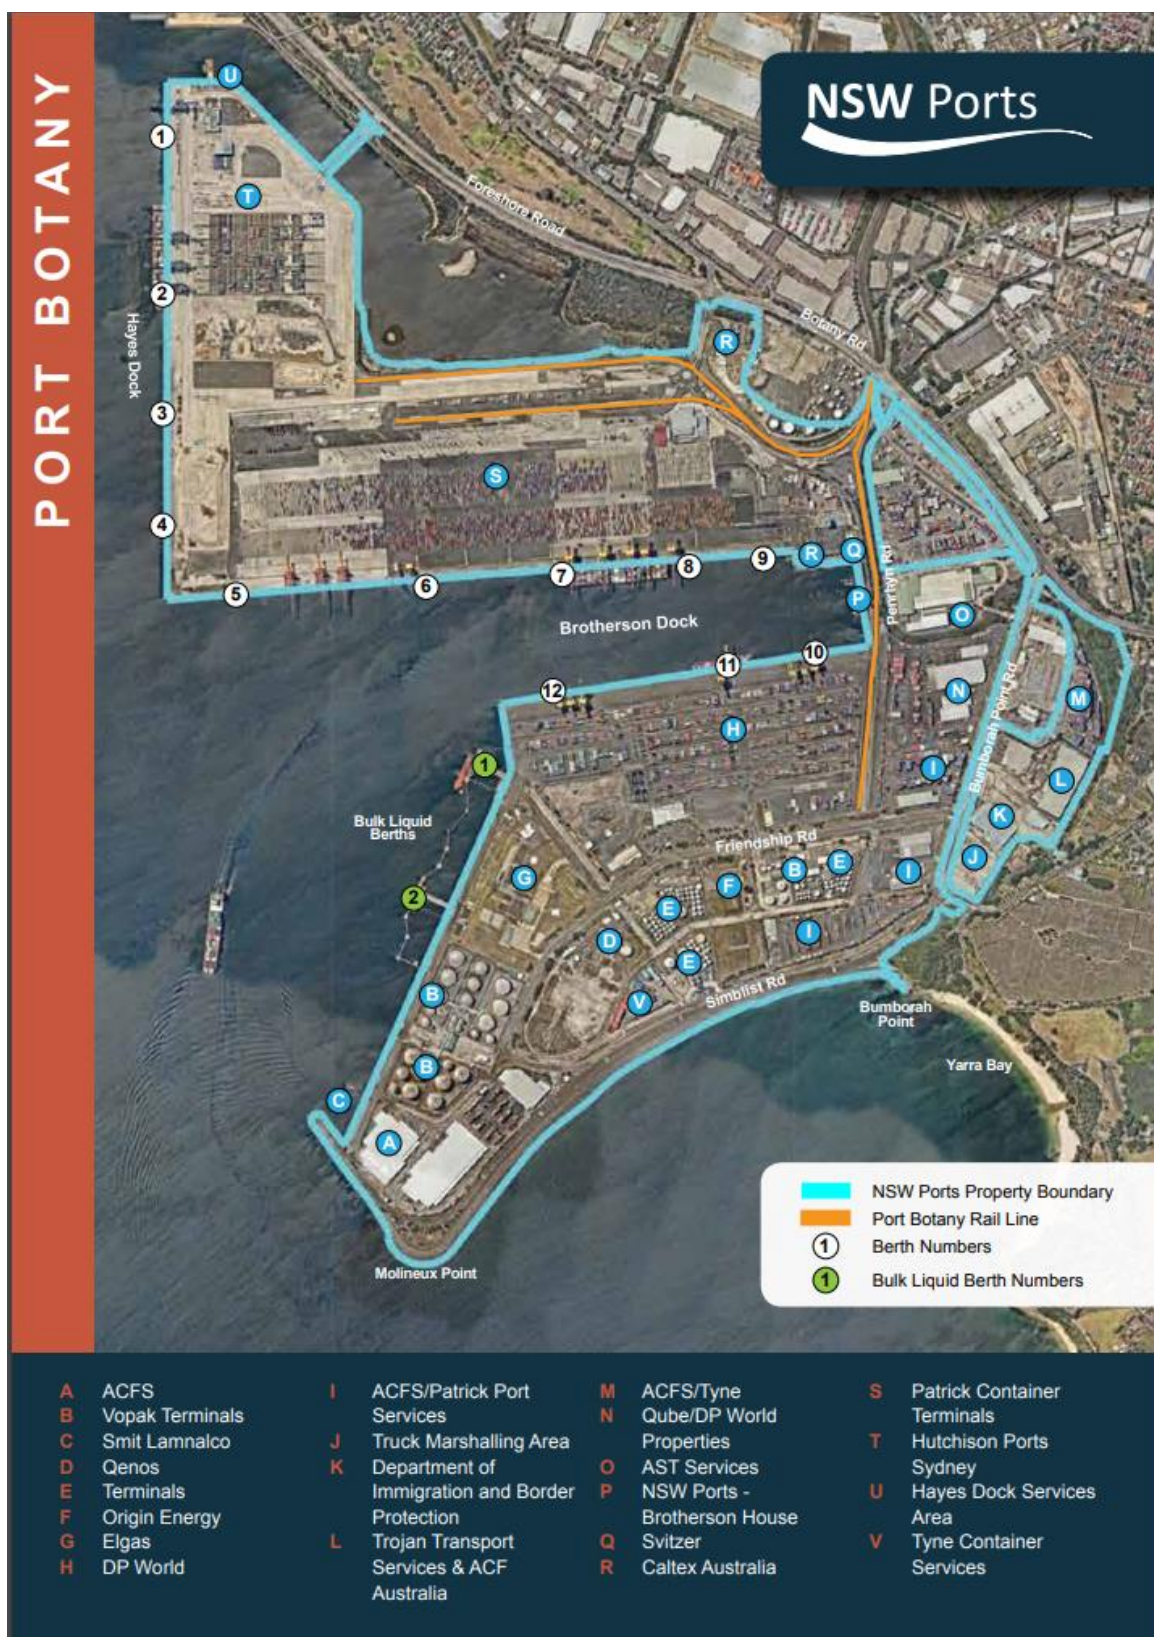 PORT BOTANY
NSW Ports
U
1
T
Foreshore Road
2
Hayes Dock
Botany Rd
R
3
S
4
5
6
7
8
9
R
Q
Penrhyn Rd
P
O
Brotherson Dock
10
11
12
N
M
H
Bumborah Point Rd
1
I
L
Bulk Liquid
Berths
K
Friendship Rd
J
2
G
F
B
E
I
E
D
I
E
B
V
Simblist Rd
Bumborah
Point
Yarra Bay
B
C
A
Molineux Point
NSW Ports Property Boundary
Port Botany Rail Line
1 Berth Numbers
1 Bulk Liquid Berth Numbers
A ACFS
B Vopak Terminals
C Smit Lamnalco
D Qenos
E Terminals
F Origin Energy
G Elgas
H DP World
I ACFS/Patrick Port
Services
J Truck Marshalling Area
K Department of
Immigration and Border
Protection
L Trojan Transport
Services & ACF
Australia
M ACFS/Tyne
N Qube/DP World
Properties
O AST Services
P NSW Ports -
Brotherson House
Q Svitzer
R Caltex Australia
S Patrick Container
Terminals
T Hutchison Ports
Sydney
U Hayes Dock Services
Area
V Tyne Container
Services